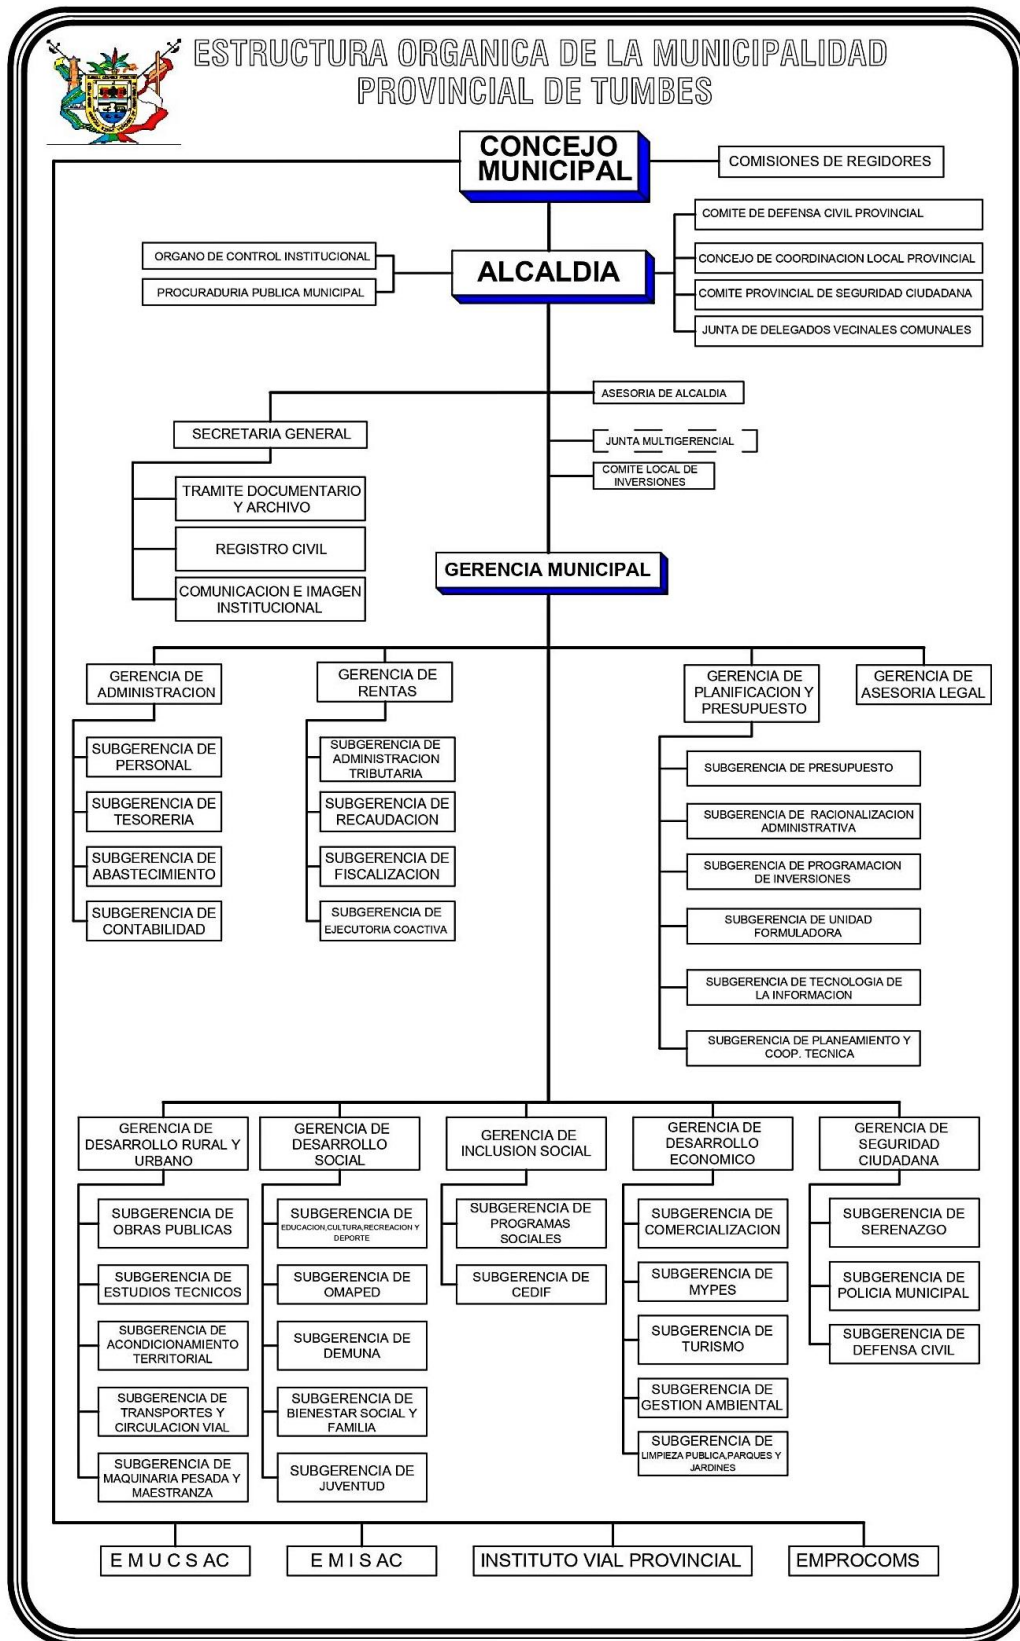 ESTRUCTURA ORGANICA DE LA MUNICIPALIDAD
PROVINCIAL DE TUMBES
CONCEJO
MUNICIPAL
COMISIONES DE REGIDORES
ORGANO DE CONTROL INSTITUCIONAL
PROCURADURIA PUBLICA MUNICIPAL
ALCALDIA
COMITE DE DEFENSA CIVIL PROVINCIAL
CONCEJO DE COORDINACION LOCAL PROVINCIAL
COMITE PROVINCIAL DE SEGURIDAD CIUDADANA
JUNTA DE DELEGADOS VECINALES COMUNALES
ASESORIA DE ALCALDIA
SECRETARIA GENERAL
JUNTA MULTIGERENCIAL
COMITE LOCAL DE
INVERSIONES
TRAMITE DOCUMENTARIO
Y ARCHIVO
REGISTRO CIVIL
COMUNICACION E IMAGEN
INSTITUCIONAL
GERENCIA MUNICIPAL
GERENCIA DE
ADMINISTRACION
SUBGERENCIA DE
PERSONAL
SUBGERENCIA DE
TESORERIA
SUBGERENCIA DE
ABASTECIMIENTO
SUBGERENCIA DE
CONTABILIDAD
GERENCIA DE
RENTAS
SUBGERENCIA DE
ADMINISTRACION
TRIBUTARIA
SUBGERENCIA DE
RECAUDACION
SUBGERENCIA DE
FISCALIZACION
SUBGERENCIA DE
EJECUTORIA COACTIVA
GERENCIA DE
PLANIFICACION Y
PRESUPUESTO
SUBGERENCIA DE PRESUPUESTO
SUBGERENCIA DE RACIONALIZACION
ADMINISTRATIVA
SUBGERENCIA DE PROGRAMACION
DE INVERSIONES
SUBGERENCIA DE UNIDAD
FORMULADORA
SUBGERENCIA DE TECNOLOGIA DE
LA INFORMACION
SUBGERENCIA DE PLANEAMIENTO Y
COOP. TECNICA
GERENCIA DE
ASESORIA LEGAL
GERENCIA DE
DESARROLLO RURAL Y
URBANO
SUBGERENCIA DE
OBRAS PUBLICAS
SUBGERENCIA DE
ESTUDIOS TECNICOS
SUBGERENCIA DE
ACONDICIONAMIENTO
TERRITORIAL
SUBGERENCIA DE
TRANSPORTES Y
CIRCULACION VIAL
SUBGERENCIA DE
MAQUINARIA PESADA Y
MAESTRANZA
GERENCIA DE
DESARROLLO
SOCIAL
SUBGERENCIA DE
EDUCACION,CULTURA,RECREACION Y
DEPORTE
SUBGERENCIA DE
OMAPED
SUBGERENCIA DE
DEMUNA
SUBGERENCIA DE
BIENESTAR SOCIAL Y
FAMILIA
SUBGERENCIA DE
JUVENTUD
GERENCIA DE
INCLUSION SOCIAL
SUBGERENCIA DE
PROGRAMAS
SOCIALES
SUBGERENCIA DE
CEDIF
GERENCIA DE
DESARROLLO
ECONOMICO
SUBGERENCIA DE
COMERCIALIZACION
SUBGERENCIA DE
MYPES
SUBGERENCIA DE
TURISMO
SUBGERENCIA DE
GESTION AMBIENTAL
SUBGERENCIA DE
LIMPIEZA PUBLICA,PARQUES Y
JARDINES
GERENCIA DE
SEGURIDAD
CIUDADANA
SUBGERENCIA DE
SERENAZGO
SUBGERENCIA DE
POLICIA MUNICIPAL
SUBGERENCIA DE
DEFENSA CIVIL
E M U C S AC
E M I S AC
INSTITUTO VIAL PROVINCIAL
EMPROCOMS